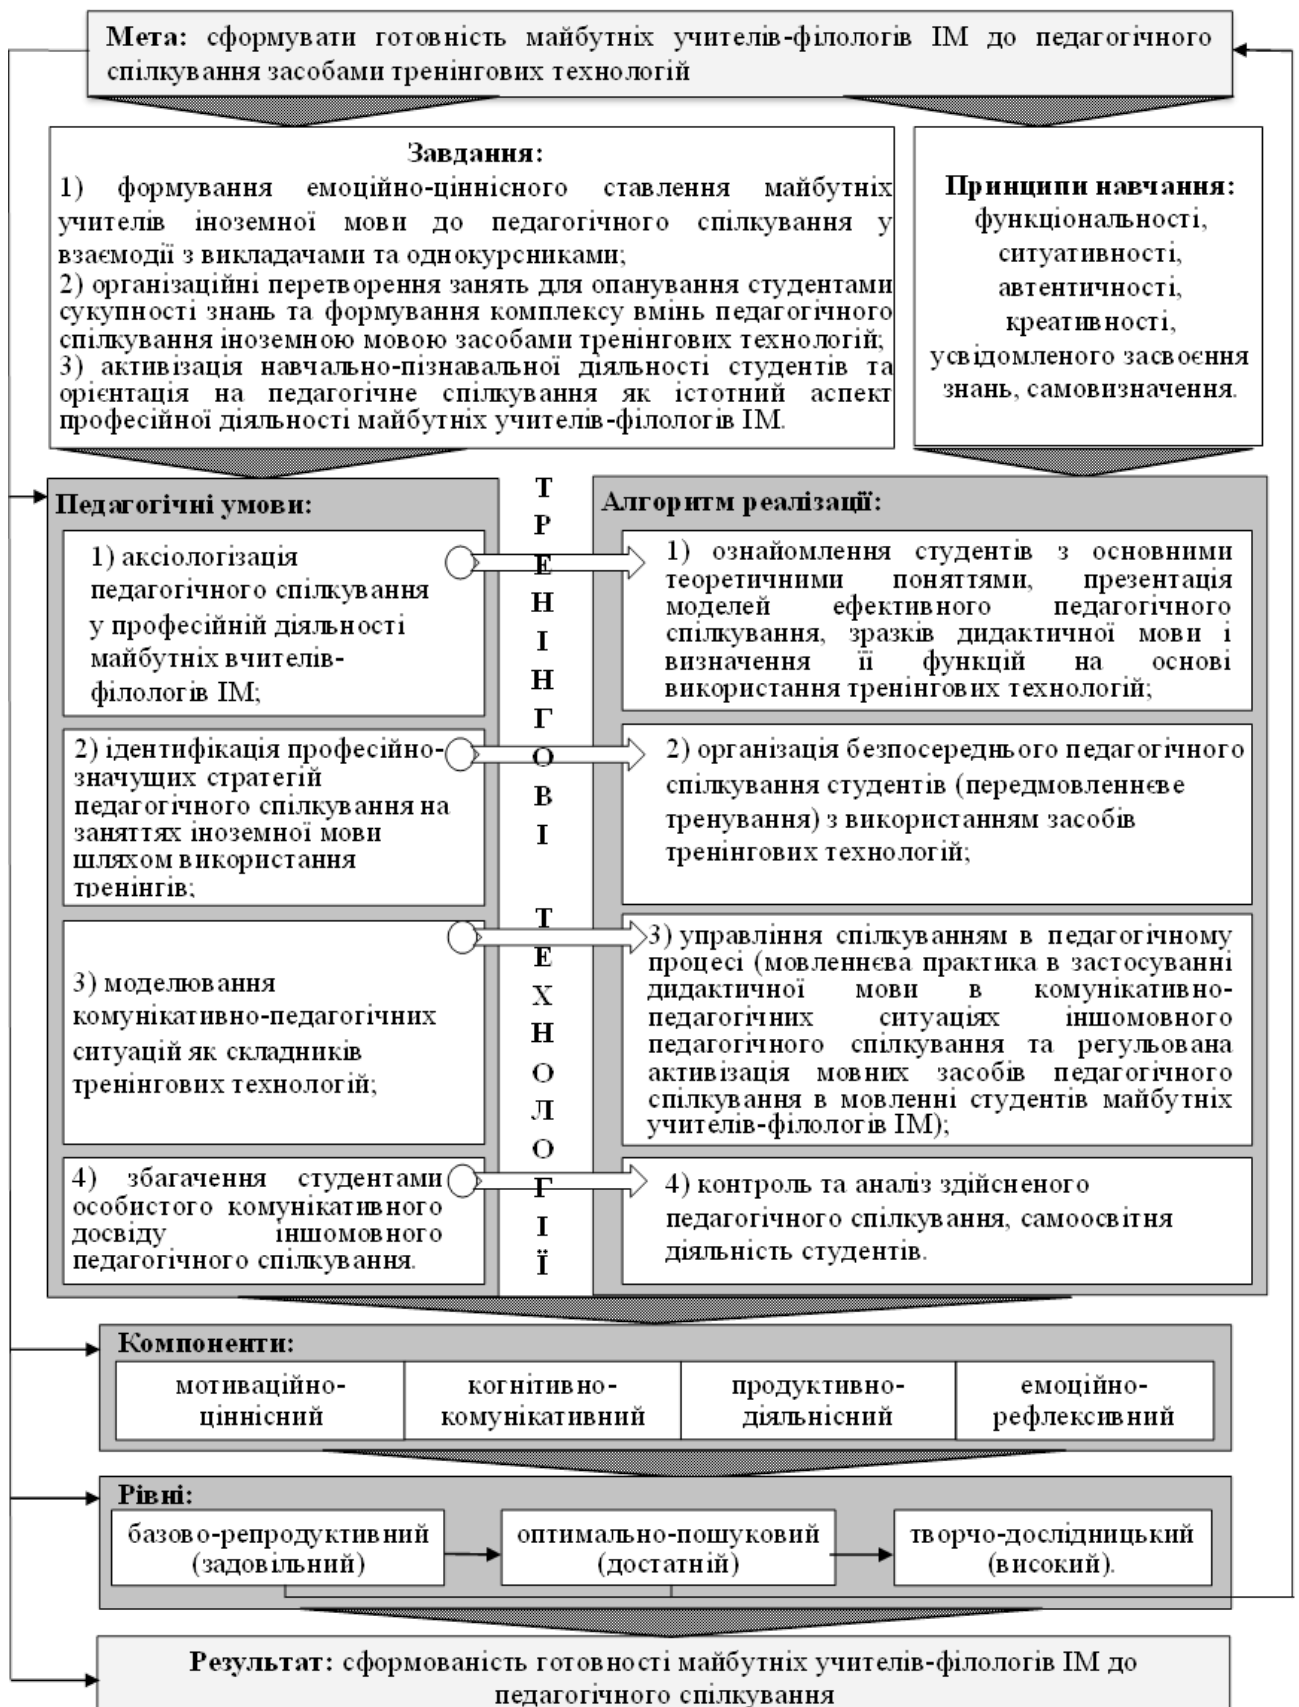 Мета: сформувати готовність майбутніх учителів-філологів ІМ до педагогічного
спілкування засобами тренінгових технологій
Завдання:
1) формування емоційно-ціннісного ставлення майбутніх
учителів іноземної мови до педагогічного спілкування у
взаємодії з викладачами та однокурсниками;
2) організаційні перетворення занять для опанування студентами
сукупності знань та формування комплексу вмінь педагогічного
спілкування іноземною мовою засобами тренінгових технологій;
3) активізація навчально-пізнавальної діяльності студентів та
орієнтація на педагогічне спілкування як істотний аспект
професійної діяльності майбутніх учителів-філологів ІМ.
Принципи навчання:
функціональності,
ситуативності,
автентичності,
креативності,
усвідомленого засвоєння
знань, самовизначення.
Педагогічні умови:
1) аксіологізація
педагогічного спілкування
у професійній діяльності
майбутніх вчителів-
філологів ІМ;
2) ідентифікація професійно-
значущих стратегій
педагогічного спілкування на
заняттях іноземної мови
шляхом використання
тренінгів;
3) моделювання
комунікативно-педагогічних
ситуацій як складників
тренінгових технологій;
4) збагачення студентами
особистого комунікативного
досвіду іншомовного
педагогічного спілкування.
ТРЕНІНГОВІ ТЕХНОЛОГІЇ
Алгоритм реалізації:
1) ознайомлення студентів з основними
теоретичними поняттями, презентація
моделей ефективного педагогічного
спілкування, зразків дидактичної мови і
визначення її функцій на основі
використання тренінгових технологій;
2) організація безпосереднього педагогічного
спілкування студентів (передмовленнєве
тренування) з використанням засобів
тренінгових технологій;
3) управління спілкуванням в педагогічному
процесі (мовленнєва практика в застосуванні
дидактичної мови в комунікативно-
педагогічних ситуаціях іншомовного
педагогічного спілкування та регульована
активізація мовних засобів педагогічного
спілкування в мовленні студентів майбутніх
учителів-філологів ІМ);
4) контроль та аналіз здійсненого
педагогічного спілкування, самоосвітня
діяльність студентів.
Компоненти:
мотиваційно-
ціннісний
когнітивно-
комунікативний
продуктивно-
діяльнісний
емоційно-
рефлексивний
Рівні:
базово-репродуктивний
(задовільний)
оптимально-пошуковий
(достатній)
творчо-дослідницький
(високий).
Результат: сформованість готовності майбутніх учителів-філологів ІМ до
педагогічного спілкування